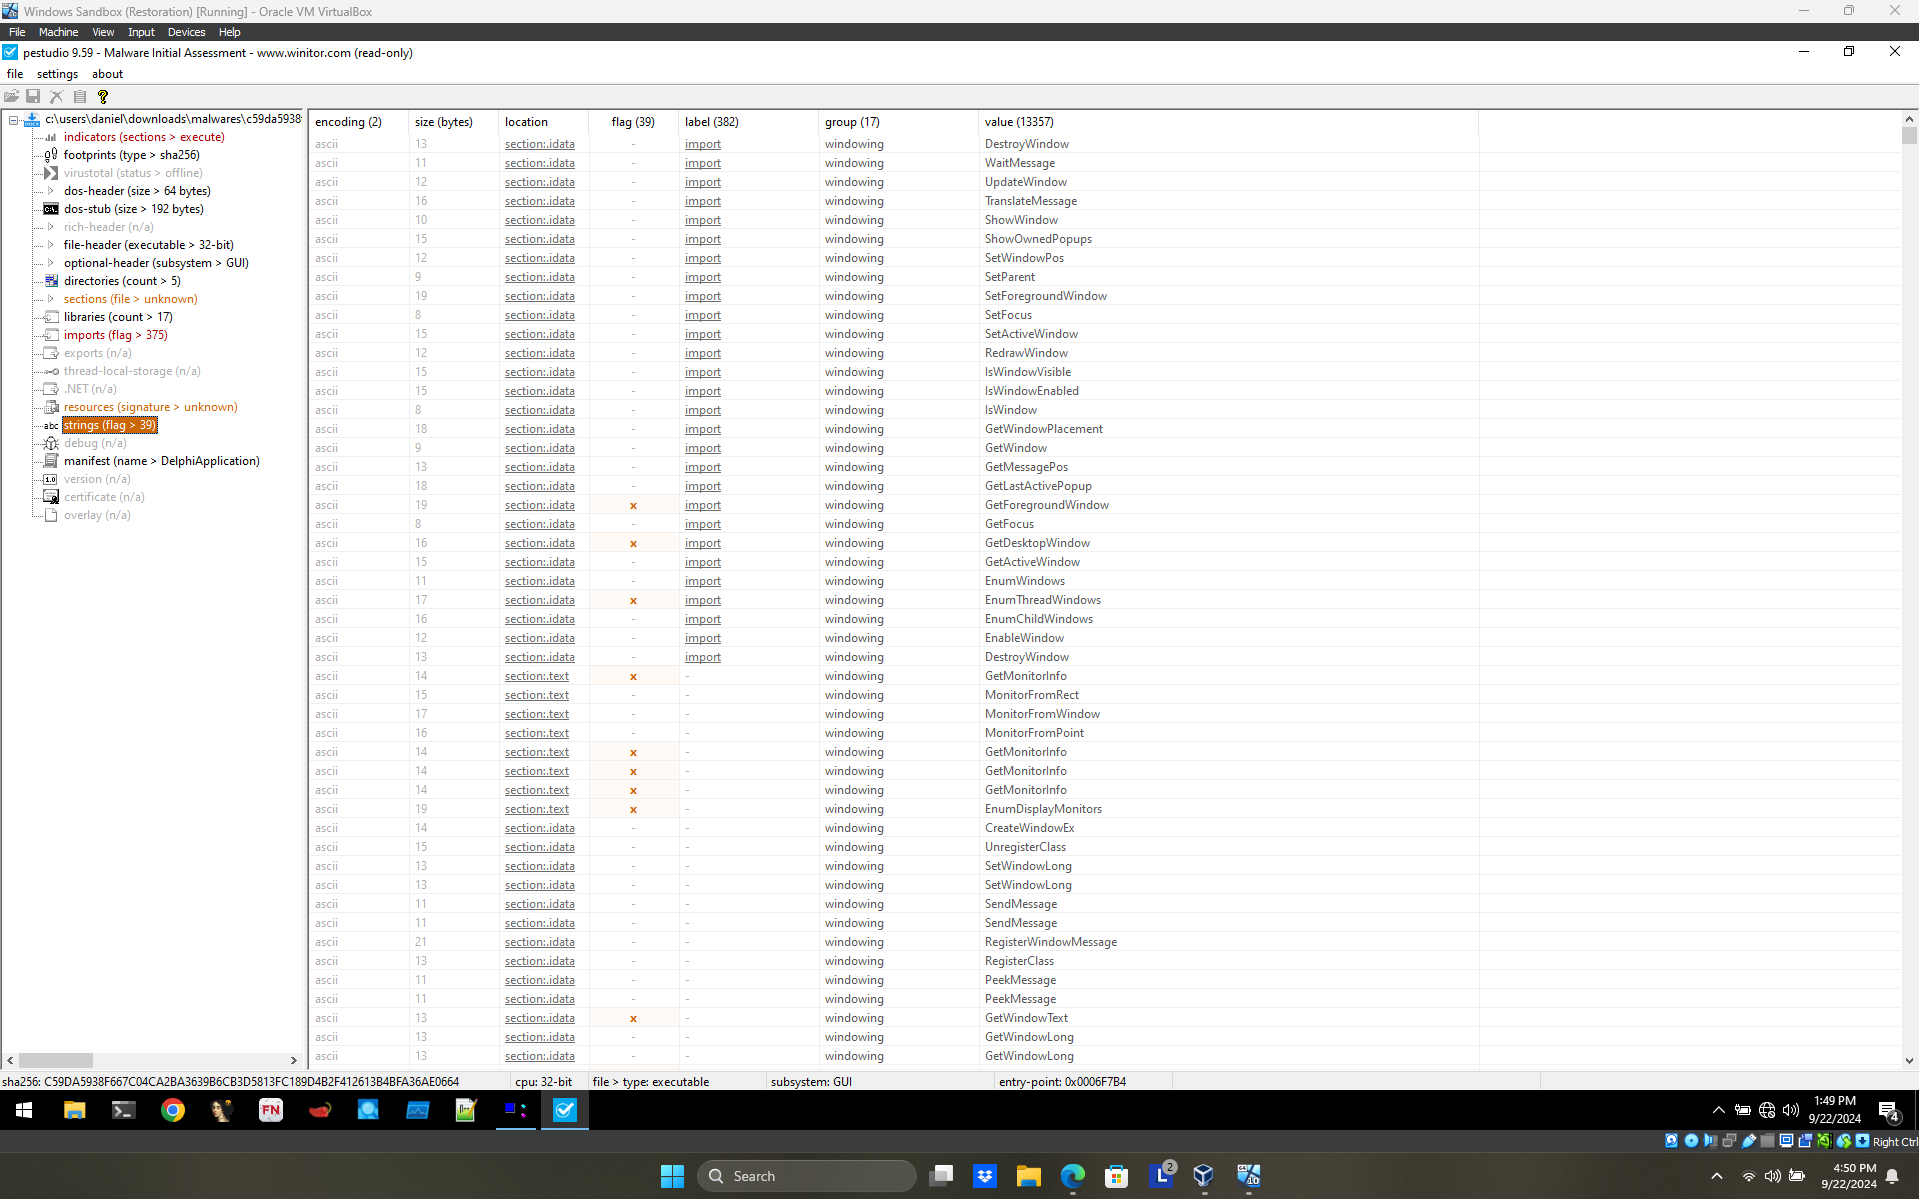 Windows Sandbox (Restoration) [Running] - Oracle VM VirtualBox
File Machine View Input Devices Help
pestudio 9.59 - Malware Initial Assessment - www.winitor.com (read-only)
file settings about
c:\users\daniel\downloads\malwares\c59da5938
indicators (sections > execute)
footprints (type > sha256)
virustotal (status > offline)
dos-header (size > 64 bytes)
dos-stub (size > 192 bytes)
rich-header (n/a)
file-header (executable > 32-bit)
optional-header (subsystem > GUI)
directories (count > 5)
sections (file > unknown)
libraries (count > 17)
imports (flag > 375)
exports (n/a)
thread-local-storage (n/a)
.NET (n/a)
resources (signature > unknown)
abc strings (flag > 39)
debug (n/a)
manifest (name > DelphiApplication)
1.0 version (n/a)
certificate (n/a)
overlay (n/a)
encoding (2) size (bytes) location flag (39) label (382) group (17) value (13357)
ascii 13 section:.idata - import windowing DestroyWindow
ascii 11 section:.idata - import windowing WaitMessage
ascii 12 section:.idata - import windowing UpdateWindow
ascii 16 section:.idata - import windowing TranslateMessage
ascii 10 section:.idata - import windowing ShowWindow
ascii 15 section:.idata - import windowing ShowOwnedPopups
ascii 12 section:.idata - import windowing SetWindowPos
ascii 9 section:.idata - import windowing SetParent
ascii 19 section:.idata - import windowing SetForegroundWindow
ascii 8 section:.idata - import windowing SetFocus
ascii 15 section:.idata - import windowing SetActiveWindow
ascii 12 section:.idata - import windowing RedrawWindow
ascii 15 section:.idata - import windowing IsWindowVisible
ascii 15 section:.idata - import windowing IsWindowEnabled
ascii 8 section:.idata - import windowing IsWindow
ascii 18 section:.idata - import windowing GetWindowPlacement
ascii 9 section:.idata - import windowing GetWindow
ascii 13 section:.idata - import windowing GetMessagePos
ascii 18 section:.idata - import windowing GetLastActivePopup
ascii 19 section:.idata x import windowing GetForegroundWindow
ascii 8 section:.idata - import windowing GetFocus
ascii 16 section:.idata x import windowing GetDesktopWindow
ascii 15 section:.idata - import windowing GetActiveWindow
ascii 11 section:.idata - import windowing EnumWindows
ascii 17 section:.idata x import windowing EnumThreadWindows
ascii 16 section:.idata - import windowing EnumChildWindows
ascii 12 section:.idata - import windowing EnableWindow
ascii 13 section:.idata - import windowing DestroyWindow
ascii 14 section:.text x - windowing GetMonitorInfo
ascii 15 section:.text - - windowing MonitorFromRect
ascii 17 section:.text - - windowing MonitorFromWindow
ascii 16 section:.text - - windowing MonitorFromPoint
ascii 14 section:.text x - windowing GetMonitorInfo
ascii 14 section:.text x - windowing GetMonitorInfo
ascii 14 section:.text x - windowing GetMonitorInfo
ascii 19 section:.text x - windowing EnumDisplayMonitors
ascii 14 section:.idata - - windowing CreateWindowEx
ascii 15 section:.idata - - windowing UnregisterClass
ascii 13 section:.idata - - windowing SetWindowLong
ascii 13 section:.idata - - windowing SetWindowLong
ascii 11 section:.idata - - windowing SendMessage
ascii 11 section:.idata - - windowing SendMessage
ascii 21 section:.idata - - windowing RegisterWindowMessage
ascii 13 section:.idata - - windowing RegisterClass
ascii 11 section:.idata - - windowing PeekMessage
ascii 11 section:.idata - - windowing PeekMessage
ascii 13 section:.idata x - windowing GetWindowText
ascii 13 section:.idata - - windowing GetWindowLong
ascii 13 section:.idata - - windowing GetWindowLong
sha256: C59DA5938F667C04CA2BA3639B6CB3D5813FC189D4B2F412613B4BFA36AE0664 cpu: 32-bit file > type: executable subsystem: GUI entry-point: 0x0006F7B4
FN
1:49 PM
9/22/2024
4
Right Ctrl
Search
2
4:50 PM
9/22/2024